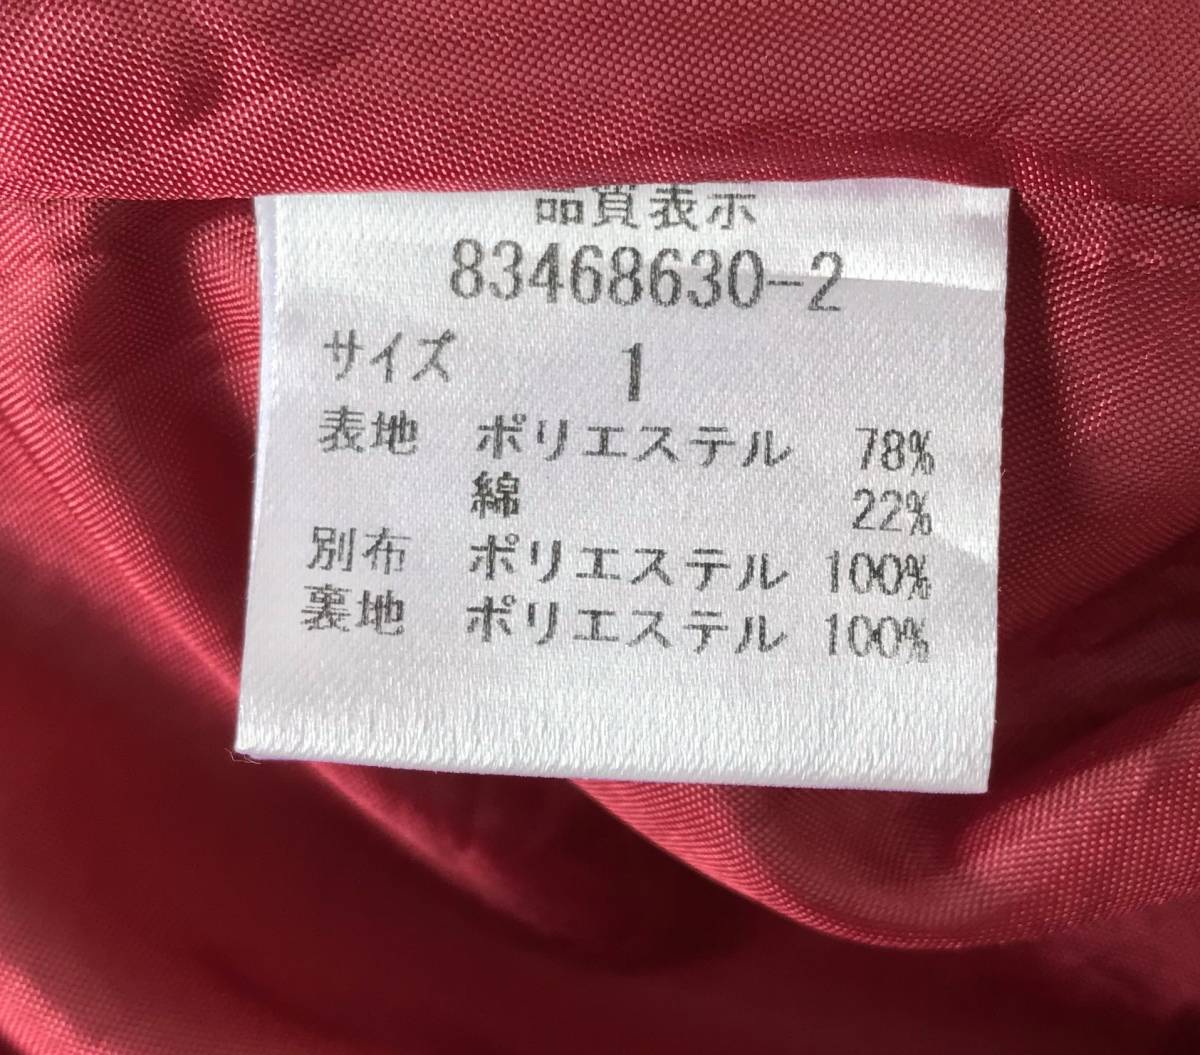 品質表示
83468630-2
サイズ 1
表地 ポリエステル 78%
綿 22%
別布 ポリエステル 100%
裏地 ポリエステル 100%